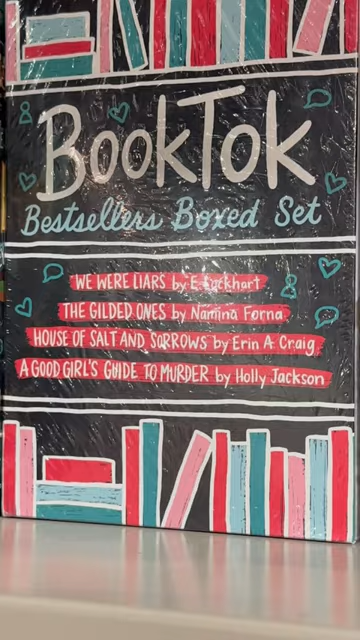 BookTok
Bestsellers Boxed Set
WE WERE LIARS by E. Lockhart
THE GILDED ONES by Namina Forna
HOUSE OF SALT AND SORROWS by Erin A. Craig
A GOOD GIRL'S GUIDE TO MURDER by Holly Jackson